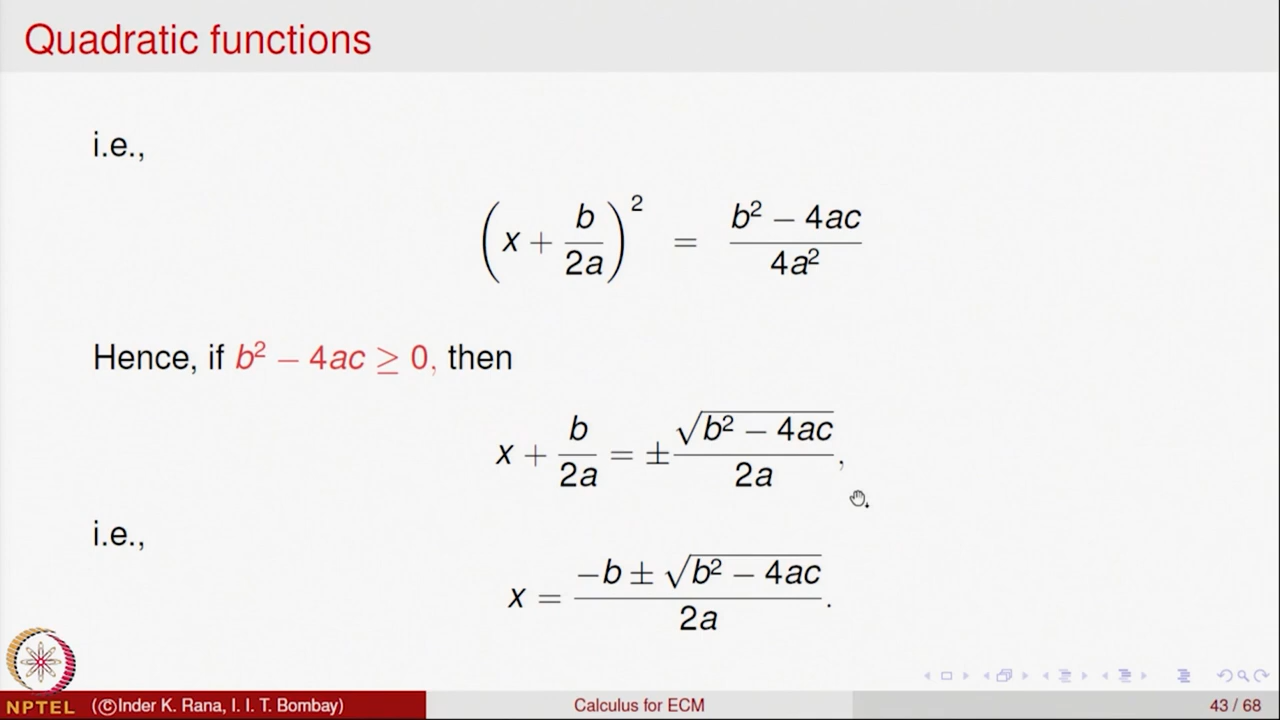 Quadratic functions
i.e.,
(x + b/2a)² = (b² − 4ac)/4a²
Hence, if b² − 4ac ≥ 0, then
x + b/2a = ±√(b² − 4ac)/2a,
i.e.,
x = (−b ± √(b² − 4ac))/2a.
NPTEL (©Inder K. Rana, I. I. T. Bombay) Calculus for ECM 43 / 68